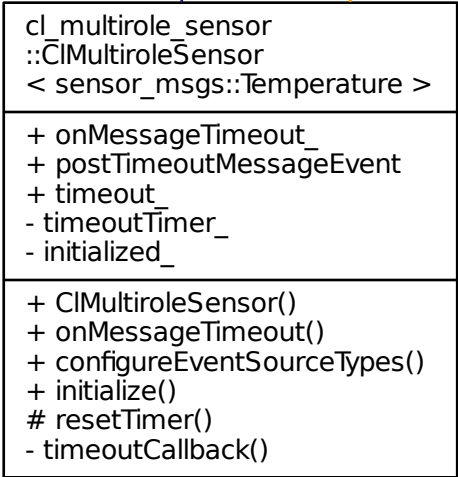 cl_multirole_sensor
::ClMultiroleSensor
< sensor_msgs::Temperature >
+ onMessageTimeout_
+ postTimeoutMessageEvent
+ timeout_
- timeoutTimer_
- initialized_
+ ClMultiroleSensor()
+ onMessageTimeout()
+ configureEventSourceTypes()
+ initialize()
# resetTimer()
- timeoutCallback()